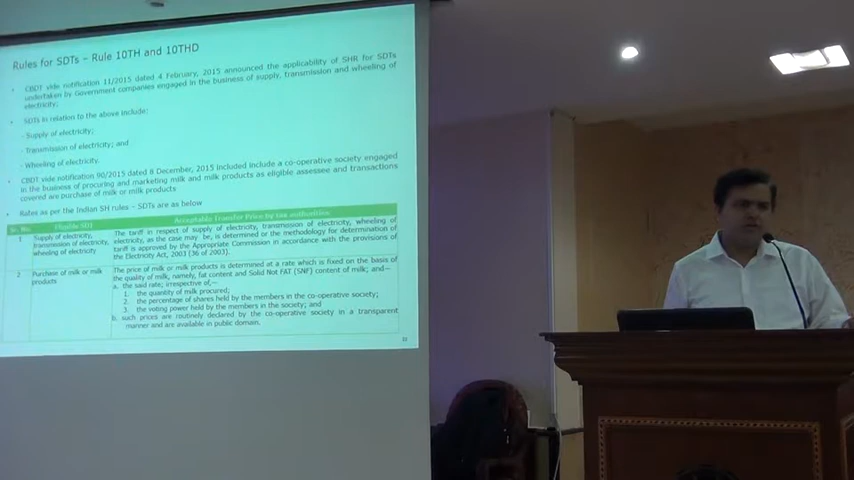 Rules for SDTs – Rule 10TH and 10THD
• CBDT vide notification 11/2015 dated 4 February, 2015 announced the applicability of SHR for SDTs
undertaken by Government companies engaged in the business of supply, transmission and wheeling of
electricity;
• SDTs in relation to the above include:
- Supply of electricity;
- Transmission of electricity; and
- Wheeling of electricity.
• CBDT vide notification 90/2015 dated 8 December, 2015 included include a co-operative society engaged
in the business of procuring and marketing milk and milk products as eligible assessee and transactions
covered are purchase of milk or milk products
• Rates as per the Indian SH rules – SDTs are as below
Sr. No. Eligible SDT Acceptable Transfer Price by tax authorities
1 Supply of electricity, transmission of electricity, wheeling of electricity
The tariff in respect of supply of electricity, transmission of electricity, wheeling of
electricity, as the case may be, is determined or the methodology for determination of
tariff is approved by the Appropriate Commission in accordance with the provisions of
the Electricity Act, 2003 (36 of 2003).
2. Purchase of milk or milk products
The price of milk or milk products is determined at a rate which is fixed on the basis of
the quality of milk, namely, fat content and Solid Not FAT (SNF) content of milk; and—
a. the said rate; irrespective of,—
1. the quantity of milk procured;
2. the percentage of shares held by the members in the co-operative society;
3. the voting power held by the members in the society; and
b. such prices are routinely declared by the co-operative society in a transparent
manner and are available in public domain.